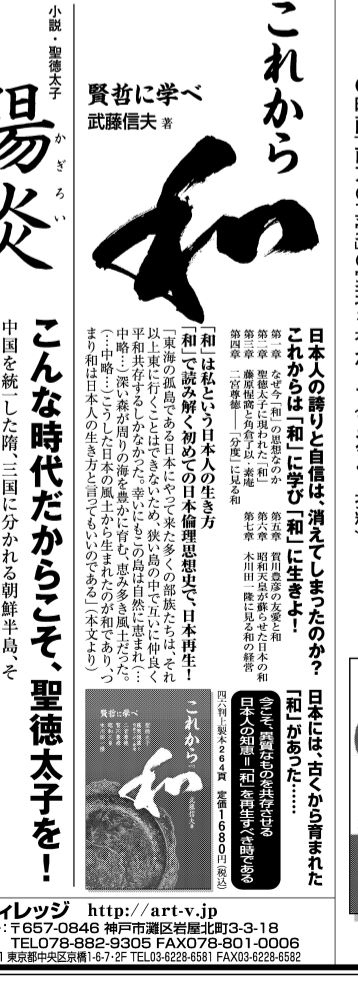 これから
和
賢哲に学べ
武藤信夫 著
日本人の誇りと自信は、消えてしまったのか?
これからは「和」に学び「和」に生きよ!
第一章　なぜ今「和」の思想なのか
第二章　聖徳太子に現われた「和」
第三章　藤原惺窩と角倉了以・素庵
第四章　二宮尊徳――「分度」に見る和
第五章　賀川豊彦の友愛と和
第六章　昭和天皇が蘇らせた日本の和
第七章　木川田一隆に見る和の経営
「和」は私という日本人の生き方
「和」で読み解く初めての日本倫理思想史で、日本再生!
「東海の孤島である日本にやって来た多くの部族たちは、それ
以上東に行くことはできないため、狭い島の中で互いに仲良く
平和共存するしかなかった。幸いにもこの島は自然に恵まれ(…
中略…)深い森が周りの海を豊かに育む、恵み多き風土だった。
(…中略…)こうした日本の風土から生まれたのが和であり、つ
まり和は日本人の生き方と言ってもいいのである」(本文より)
日本には、古くから育まれた
「和」があった……
今こそ、異質なものを共存させる
日本人の知恵=「和」を再生すべき時である
四六判上製本264頁　定価1680円(税込)
これから
和
武藤信夫著
賢哲に学べ
小説・聖徳太子
陽炎
かぎろい
こんな時代だからこそ、聖徳太子を!
中国を統一した隋、三国に分かれる朝鮮半島、そ
ィレッジ　http://art-v.jp
〒657-0846 神戸市灘区岩屋北町3-3-18
TEL078-882-9305 FAX078-801-0006
東京都中央区京橋1-6-7・2F TEL03-6228-6581 FAX03-6228-6582